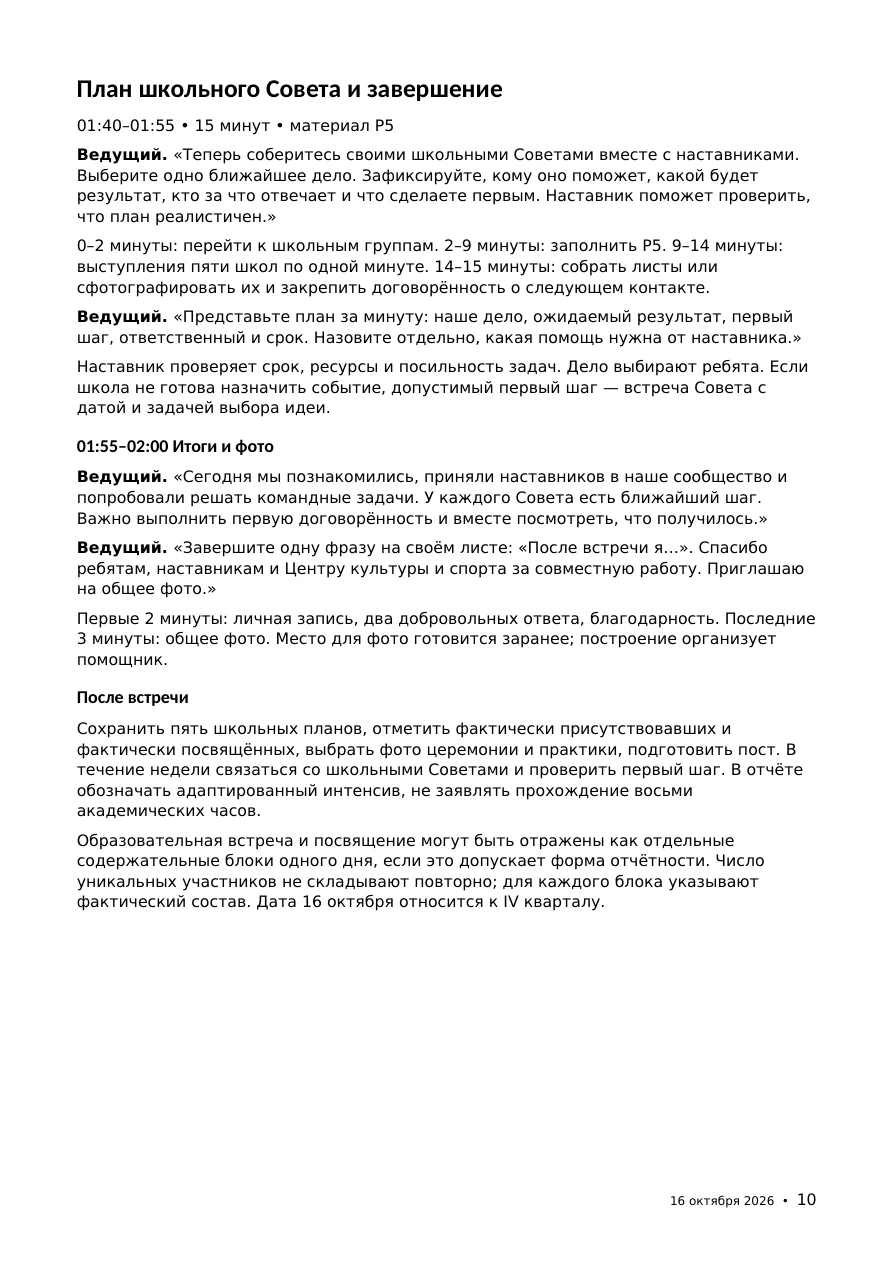 План школьного Совета и завершение
01:40–01:55 • 15 минут • материал Р5
Ведущий. «Теперь соберитесь своими школьными Советами вместе с наставниками.
Выберите одно ближайшее дело. Зафиксируйте, кому оно поможет, какой будет
результат, кто за что отвечает и что сделаете первым. Наставник поможет проверить,
что план реалистичен.»
0–2 минуты: перейти к школьным группам. 2–9 минуты: заполнить Р5. 9–14 минуты:
выступления пяти школ по одной минуте. 14–15 минуты: собрать листы или
сфотографировать их и закрепить договорённость о следующем контакте.
Ведущий. «Представьте план за минуту: наше дело, ожидаемый результат, первый
шаг, ответственный и срок. Назовите отдельно, какая помощь нужна от наставника.»
Наставник проверяет срок, ресурсы и посильность задач. Дело выбирают ребята. Если
школа не готова назначить событие, допустимый первый шаг — встреча Совета с
датой и задачей выбора идеи.
01:55–02:00 Итоги и фото
Ведущий. «Сегодня мы познакомились, приняли наставников в наше сообщество и
попробовали решать командные задачи. У каждого Совета есть ближайший шаг.
Важно выполнить первую договорённость и вместе посмотреть, что получилось.»
Ведущий. «Завершите одну фразу на своём листе: «После встречи я…». Спасибо
ребятам, наставникам и Центру культуры и спорта за совместную работу. Приглашаю
на общее фото.»
Первые 2 минуты: личная запись, два добровольных ответа, благодарность. Последние
3 минуты: общее фото. Место для фото готовится заранее; построение организует
помощник.
После встречи
Сохранить пять школьных планов, отметить фактически присутствовавших и
фактически посвящённых, выбрать фото церемонии и практики, подготовить пост. В
течение недели связаться со школьными Советами и проверить первый шаг. В отчёте
обозначать адаптированный интенсив, не заявлять прохождение восьми
академических часов.
Образовательная встреча и посвящение могут быть отражены как отдельные
содержательные блоки одного дня, если это допускает форма отчётности. Число
уникальных участников не складывают повторно; для каждого блока указывают
фактический состав. Дата 16 октября относится к IV кварталу.
16 октября 2026 • 10